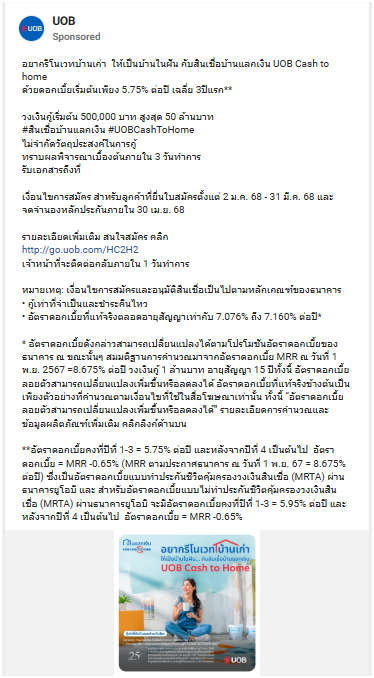 UOB
Sponsored
อยากรีโนเวทบ้านเก่า ให้เป็นบ้านในฝัน กับสินเชื่อบ้านแลกเงิน UOB Cash to
home
ด้วยดอกเบี้ยเริ่มต้นเพียง 5.75% ต่อปี เฉลี่ย 3ปีแรก**
วงเงินกู้เริ่มต้น 500,000 บาท สูงสุด 50 ล้านบาท
#สินเชื่อบ้านแลกเงิน #UOBCashToHome
ไม่จำกัดวัตถุประสงค์ในการกู้
ทราบผลพิจารณาเบื้องต้นภายใน 3 วันทำการ
รับเอกสารถึงที่
เงื่อนไขการสมัคร สำหรับลูกค้าที่ยื่นใบสมัครตั้งแต่ 2 ม.ค. 68 - 31 มี.ค. 68 และ
จดจำนองหลักประกันภายใน 30 เม.ย. 68
รายละเอียดเพิ่มเติม สนใจสมัคร คลิก
http://go.uob.com/HC2H2
เจ้าหน้าที่จะติดต่อกลับภายใน 1 วันทำการ
หมายเหตุ: เงื่อนไขการสมัครและอนุมัติสินเชื่อเป็นไปตามหลักเกณฑ์ของธนาคาร
• กู้เท่าที่จำเป็นและชำระคืนไหว
• อัตราดอกเบี้ยที่แท้จริงตลอดอายุสัญญาเท่ากับ 7.076% ถึง 7.160% ต่อปี*
* อัตราดอกเบี้ยดังกล่าวสามารถเปลี่ยนแปลงได้ตามโปรโมชันอัตราดอกเบี้ยของ
ธนาคาร ณ ขณะนั้นๆ สมมติฐานการคำนวณมาจากอัตราดอกเบี้ย MRR ณ วันที่ 1
พ.ย. 2567 =8.675% ต่อปี วงเงินกู้ 1 ล้านบาท อายุสัญญา 15 ปีทั้งนี้ อัตราดอกเบี้ย
ลอยตัวสามารถเปลี่ยนแปลงเพิ่มขึ้นหรือลดลงได้ อัตราดอกเบี้ยที่แท้จริงข้างต้นเป็น
เพียงตัวอย่างที่คำนวณตามเงื่อนไขที่ใช้ในสื่อโฆษณาเท่านั้น ทั้งนี้ "อัตราดอกเบี้ย
ลอยตัวสามารถเปลี่ยนแปลงเพิ่มขึ้นหรือลดลงได้" รายละเอียดการคำนวณและ
ข้อมูลผลิตภัณฑ์เพิ่มเติม คลิกลิงก์ด้านบน
**อัตราดอกเบี้ยคงที่ปีที่ 1-3 = 5.75% ต่อปี และหลังจากปีที่ 4 เป็นต้นไป อัตรา
ดอกเบี้ย = MRR -0.65% (MRR ตามประกาศธนาคาร ณ วันที่ 1 พ.ย. 67 = 8.675%
ต่อปี) ซึ่งเป็นอัตราดอกเบี้ยแบบทำประกันชีวิตคุ้มครองวงเงินสินเชื่อ (MRTA) ผ่าน
ธนาคารยูโอบี และ สำหรับอัตราดอกเบี้ยแบบไม่ทำประกันชีวิตคุ้มครองวงเงินสิน
เชื่อ (MRTA) ผ่านธนาคารยูโอบี จะมีอัตราดอกเบี้ยคงที่ปีที่ 1-3 = 5.95% ต่อปี และ
หลังจากปีที่ 4 เป็นต้นไป อัตราดอกเบี้ย = MRR -0.65%
อยากรีโนเวทบ้านเก่า
ให้เป็นบ้านในฝัน... กับสินเชื่อบ้านแลกเงิน
UOB Cash to Home
25
UOB